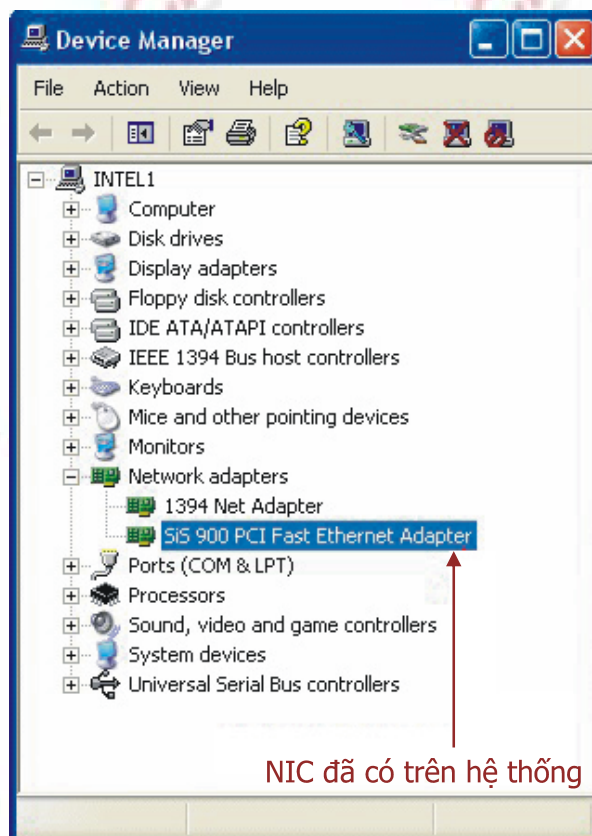 Device Manager
File Action View Help
INTEL1
Computer
Disk drives
Display adapters
Floppy disk controllers
IDE ATA/ATAPI controllers
IEEE 1394 Bus host controllers
Keyboards
Mice and other pointing devices
Monitors
Network adapters
1394 Net Adapter
SiS 900 PCI Fast Ethernet Adapter
Ports (COM & LPT)
Processors
Sound, video and game controllers
System devices
Universal Serial Bus controllers
NIC đã có trên hệ thống